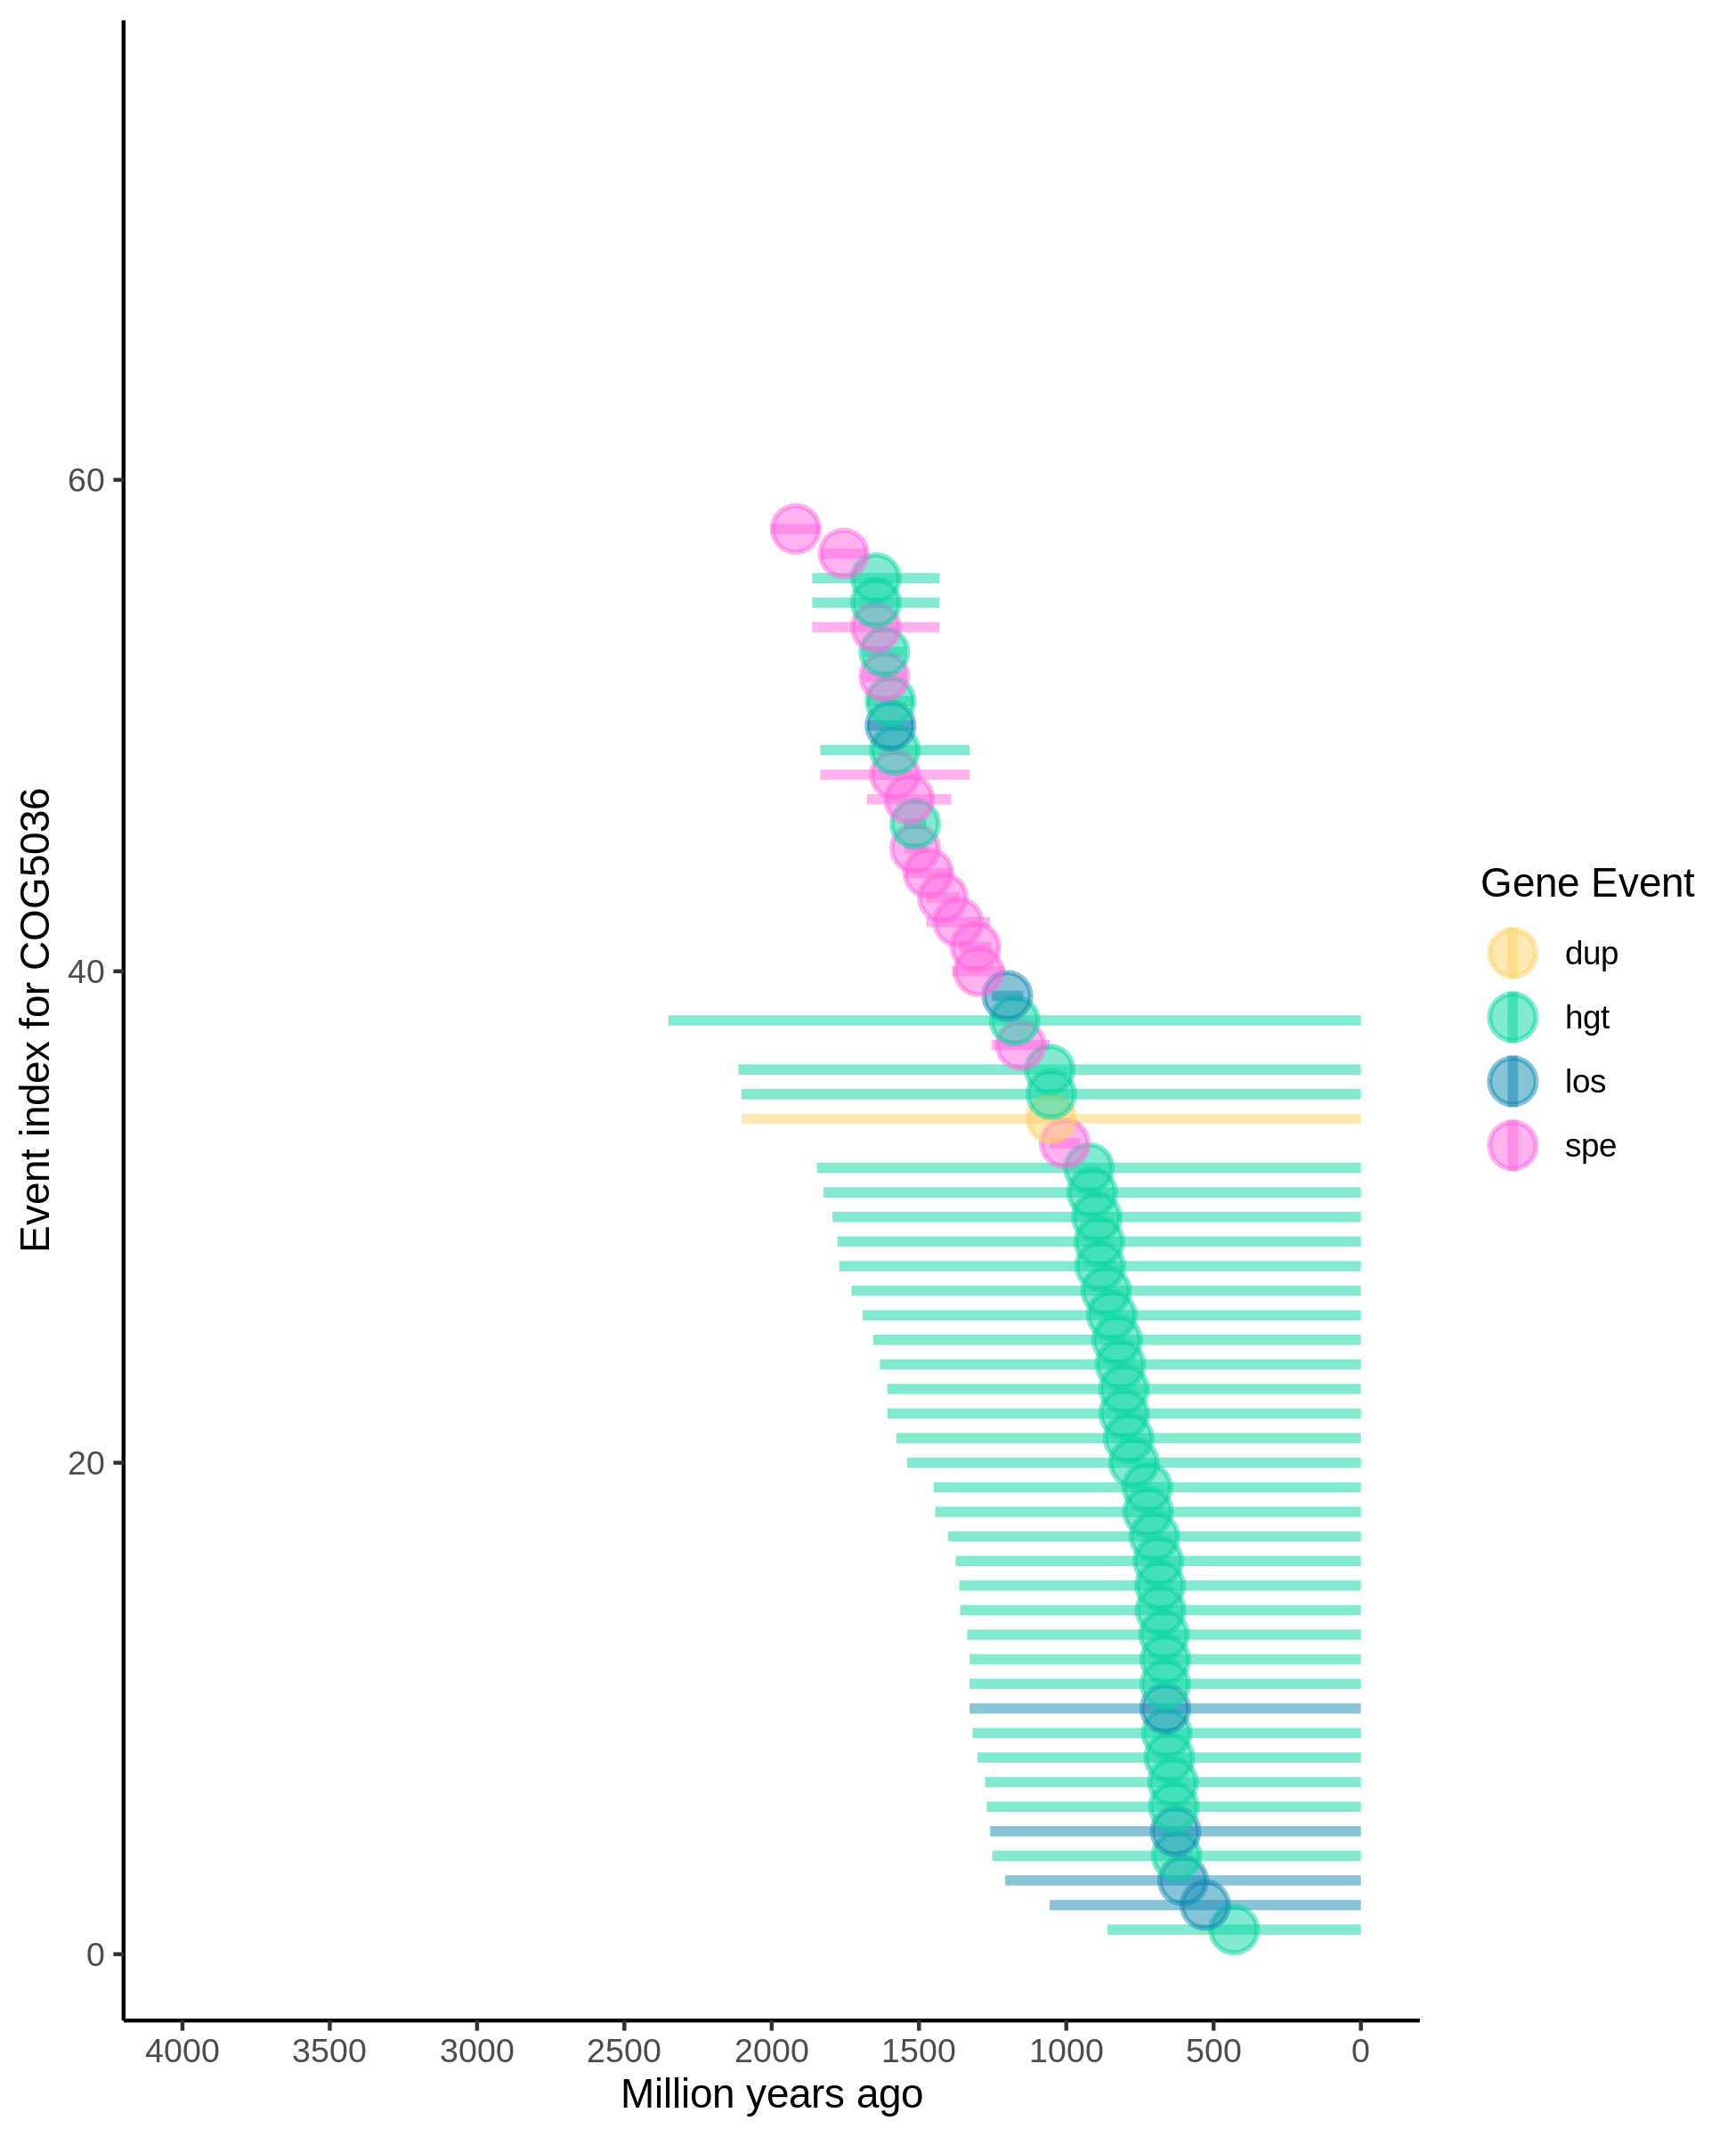 Event index for COG5036
60
40
20
0
4000 3500 3000 2500 2000 1500 1000 500 0
Million years ago
Gene Event
dup
hgt
los
spe